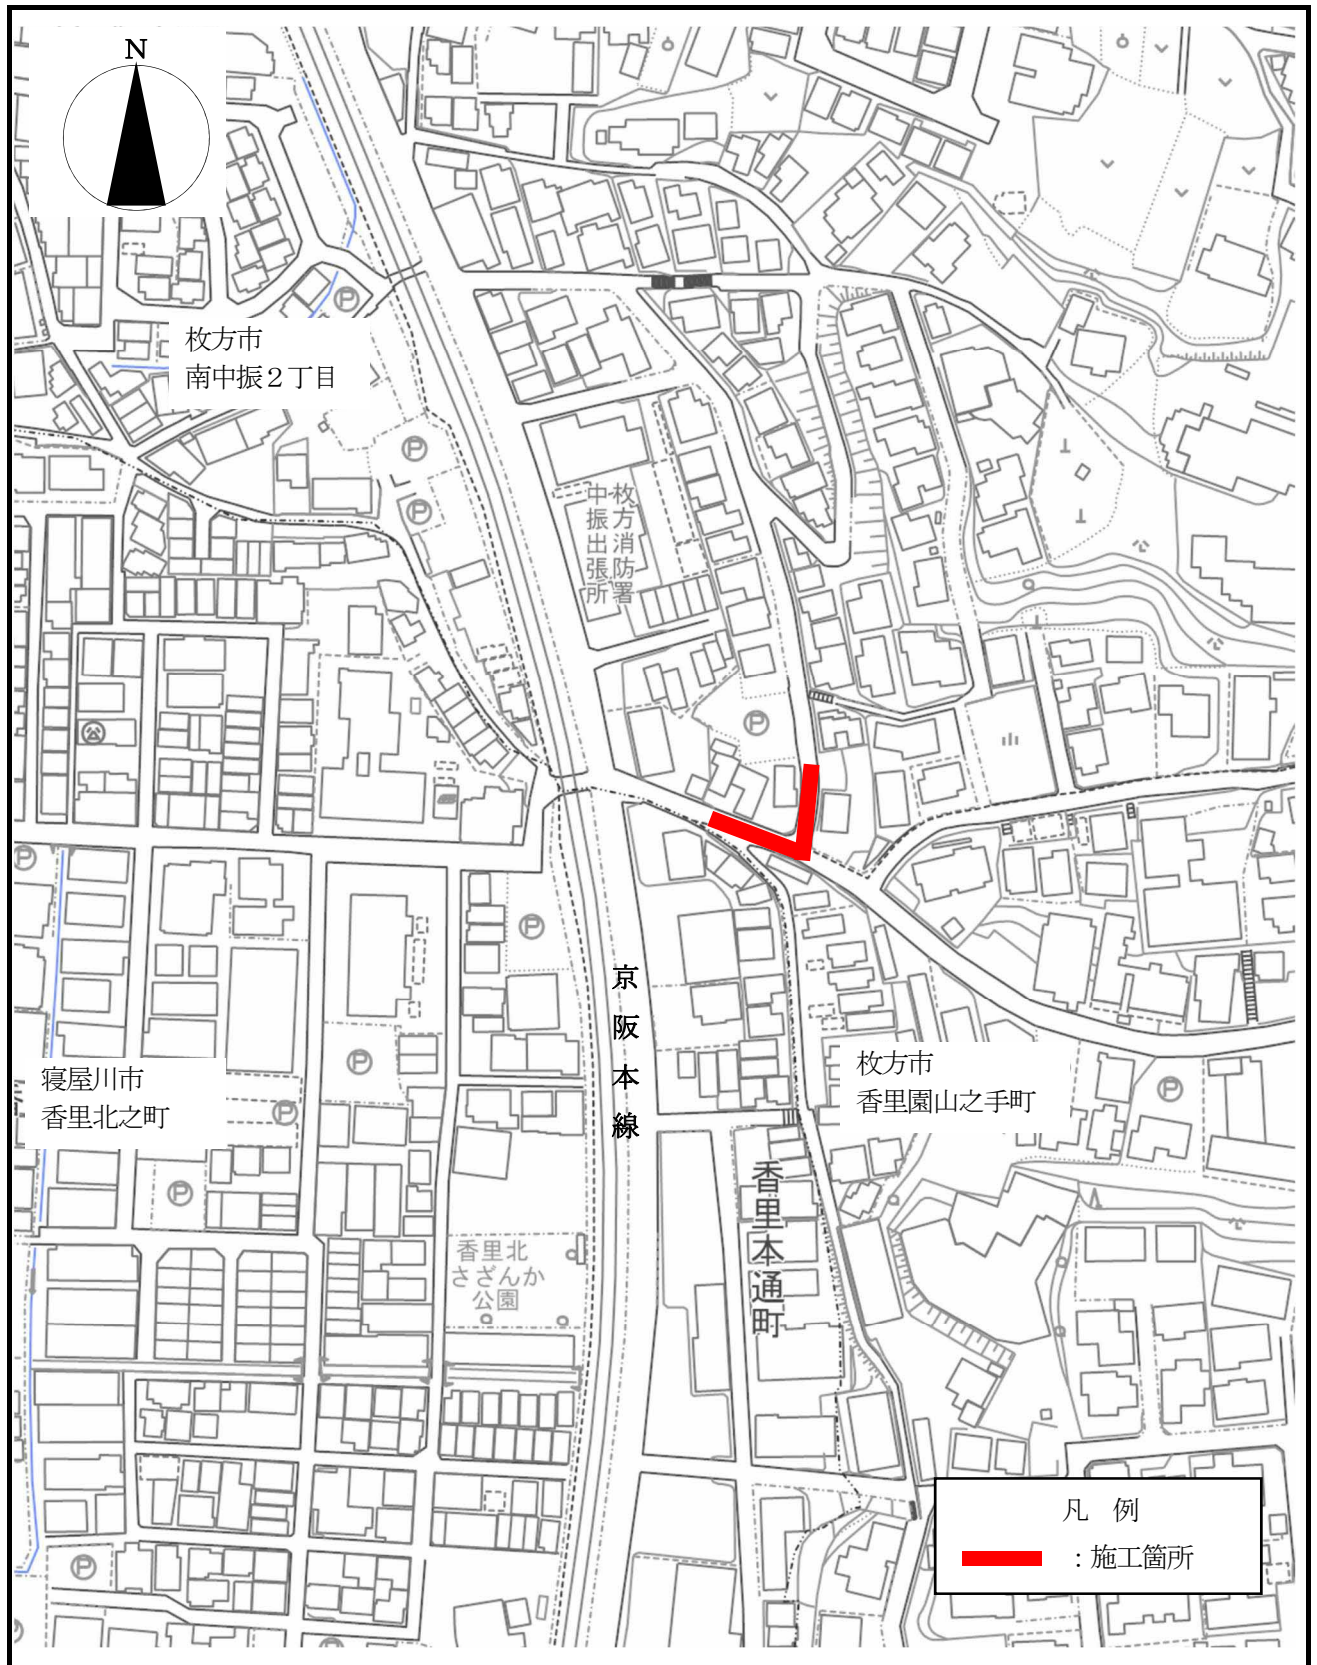 N
枚方市
南中振２丁目
枚方消防署
中振出張所
京阪本線
寝屋川市
香里北之町
枚方市
香里園山之手町
香里本通町
香里北
さざんか
公園
凡　例
：施工箇所